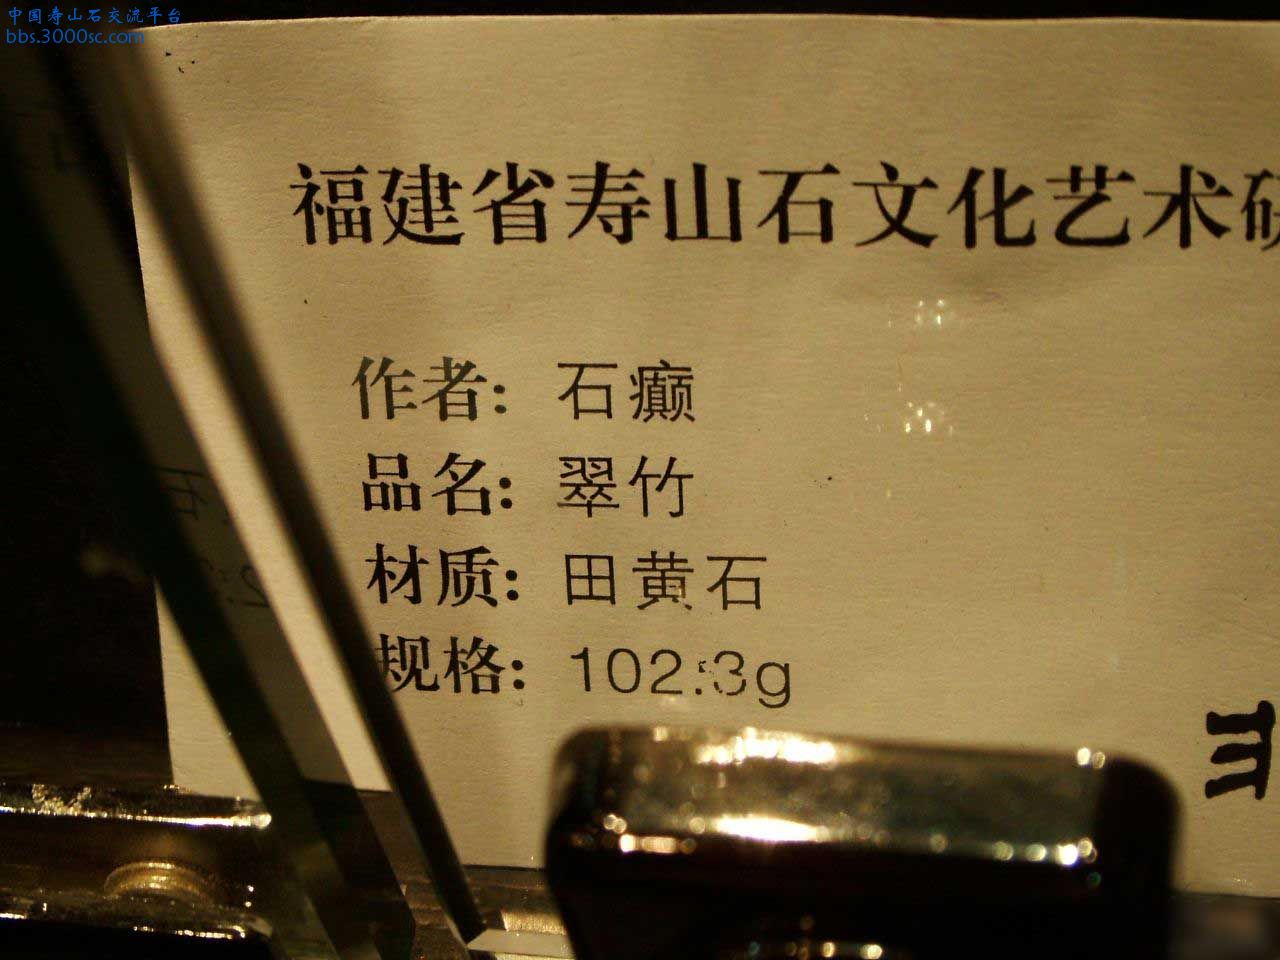 中国寿山石交流平台
bbs.3000sc.com
福建省寿山石文化艺术研
作者: 石癫
品名: 翠竹
材质: 田黄石
规格: 102.3g